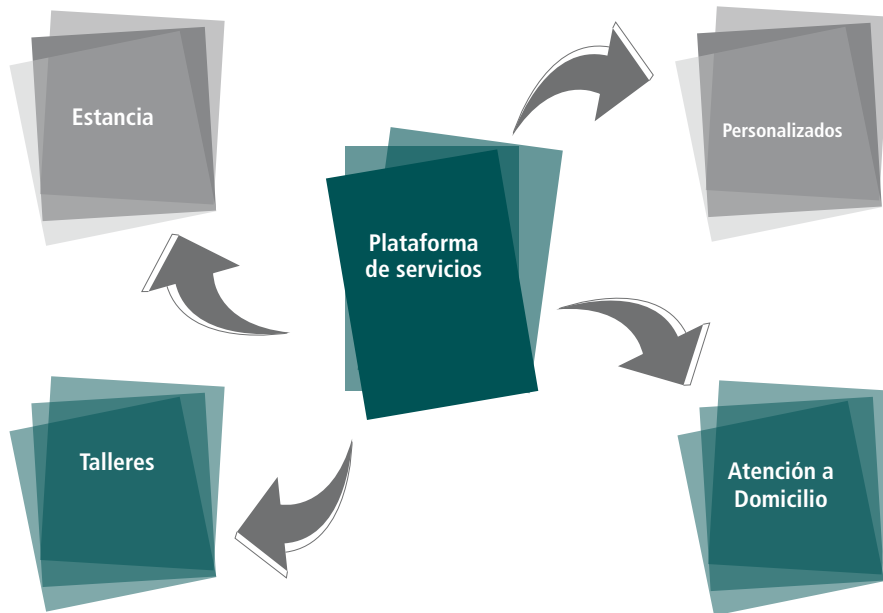 Estancia
Personalizados
Plataforma
de servicios
Talleres
Atención a
Domicilio